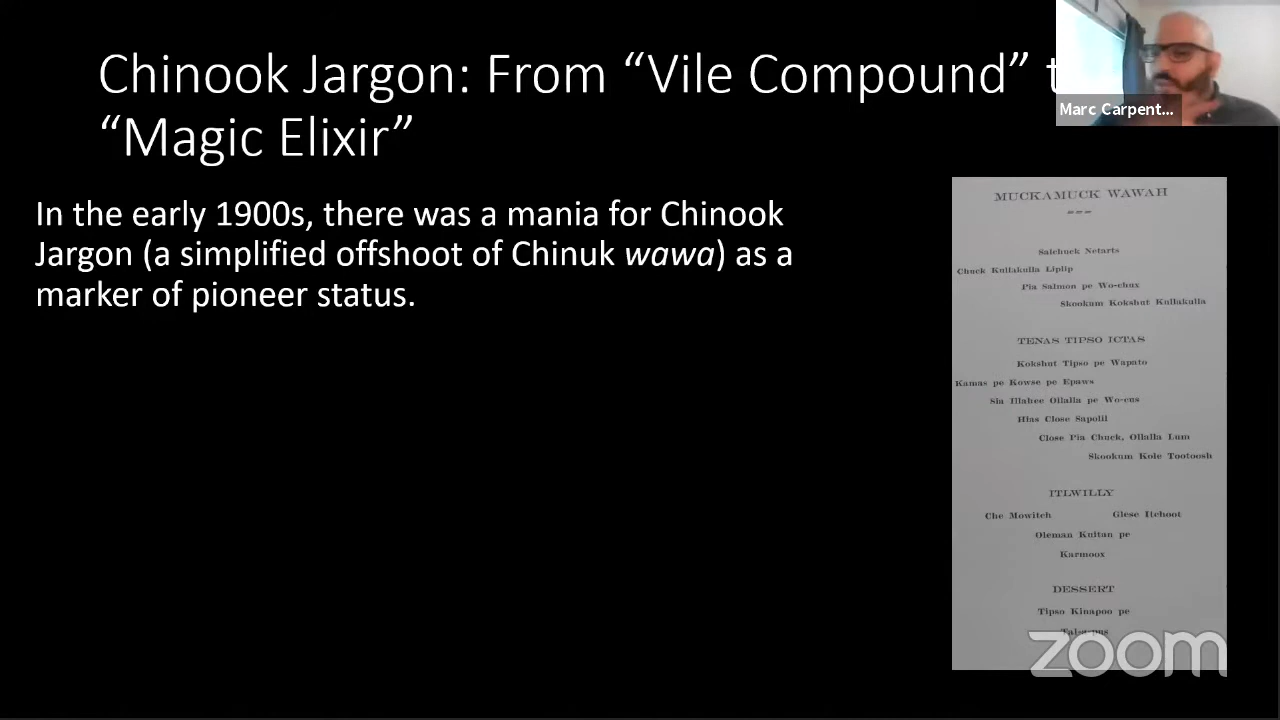 Chinook Jargon: From “Vile Compound” t
“Magic Elixir”
Marc Carpent...
In the early 1900s, there was a mania for Chinook
Jargon (a simplified offshoot of Chinuk wawa) as a
marker of pioneer status.
MUCKAMUCK WAWAH
Salchuck Netarts
Chuck Kullakulla Liplip
Pia Salmon pe Wo-chux
Skookum Kokshut Kullakulla
TENAS TIPSO ICTAS
Kokshut Tipso pe Wapato
Kamas pe Kowse pe Epaws
Sia Illahee Ollalla pe Wo-cus
Hias Close Sapolil
Close Pia Chuck, Ollalla Lum
Skookum Kole Tootoosh
ITLWILLY
Che Mowitch Glese Itchoot
Oleman Kuitan pe
Karmoox
DESSERT
Tipso Kinapoo pe
zoom